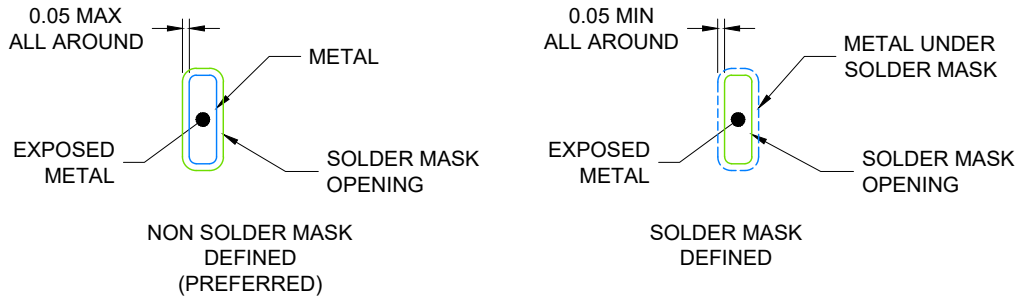 0.05 MAX
ALL AROUND
METAL
EXPOSED
METAL
SOLDER MASK
OPENING
NON SOLDER MASK
DEFINED
(PREFERRED)
0.05 MIN
ALL AROUND
METAL UNDER
SOLDER MASK
EXPOSED
METAL
SOLDER MASK
OPENING
SOLDER MASK
DEFINED